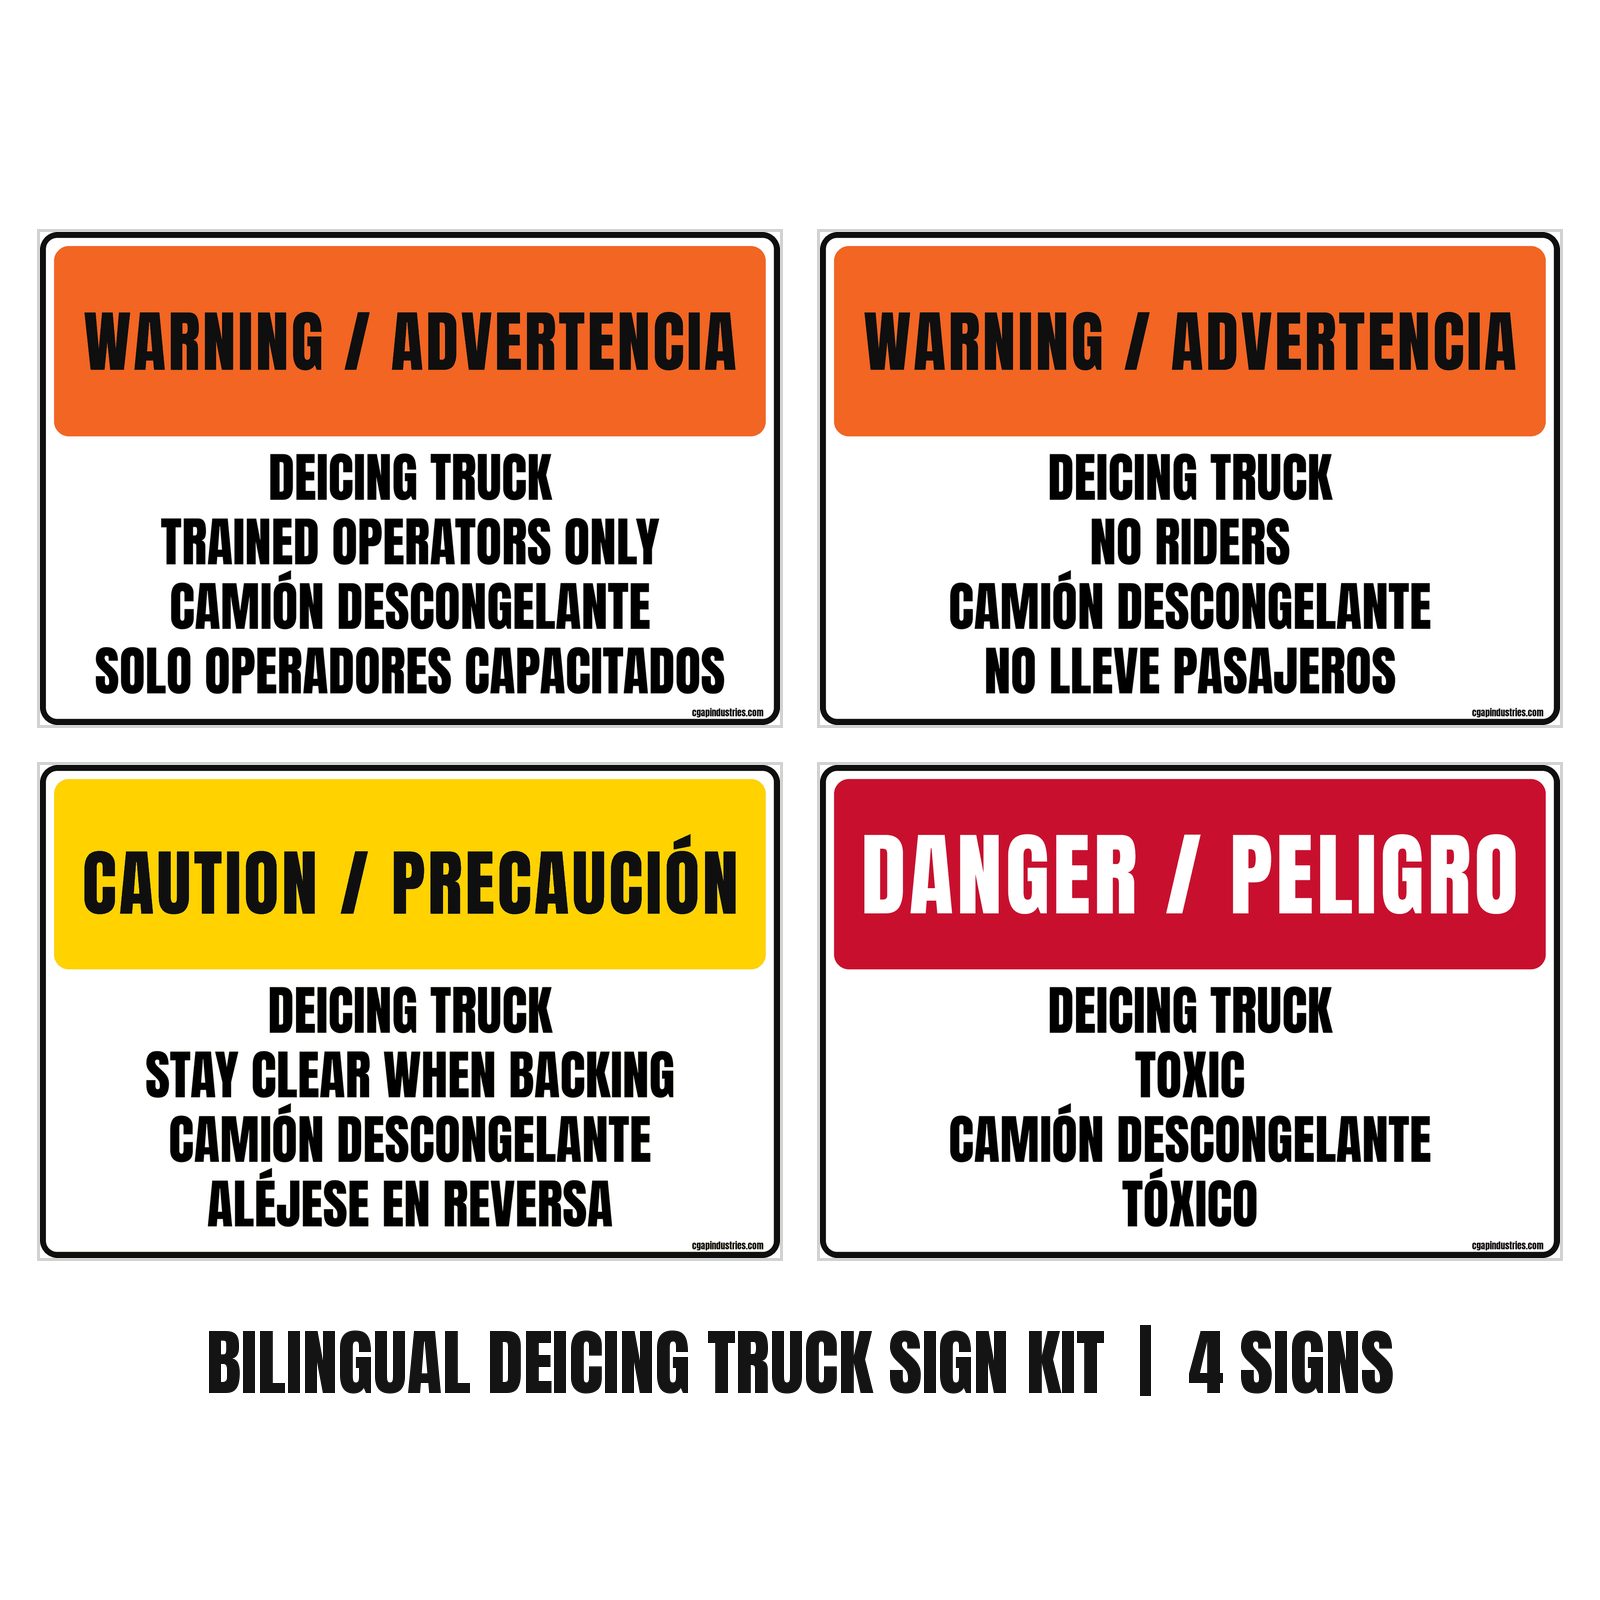 WARNING / ADVERTENCIA
DEICING TRUCK
TRAINED OPERATORS ONLY
CAMIÓN DESCONGELANTE
SOLO OPERADORES CAPACITADOS
cgapindustries.com
WARNING / ADVERTENCIA
DEICING TRUCK
NO RIDERS
CAMIÓN DESCONGELANTE
NO LLEVE PASAJEROS
cgapindustries.com
CAUTION / PRECAUCIÓN
DEICING TRUCK
STAY CLEAR WHEN BACKING
CAMIÓN DESCONGELANTE
ALÉJESE EN REVERSA
cgapindustries.com
DANGER / PELIGRO
DEICING TRUCK
TOXIC
CAMIÓN DESCONGELANTE
TÓXICO
cgapindustries.com
BILINGUAL DEICING TRUCK SIGN KIT | 4 SIGNS